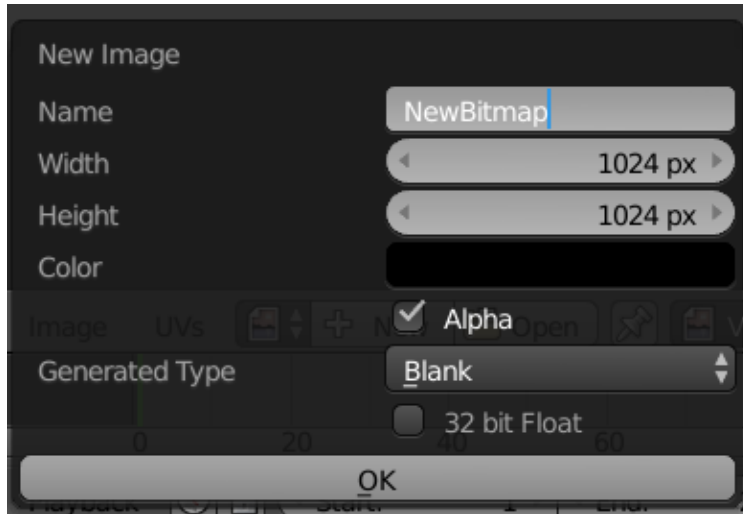 New Image
Name NewBitmap
Width 1024 px
Height 1024 px
Color
Alpha
Image UVs Open
Generated Type Blank
32 bit Float
0 20 40 60
OK
Playback Start: 1 End: